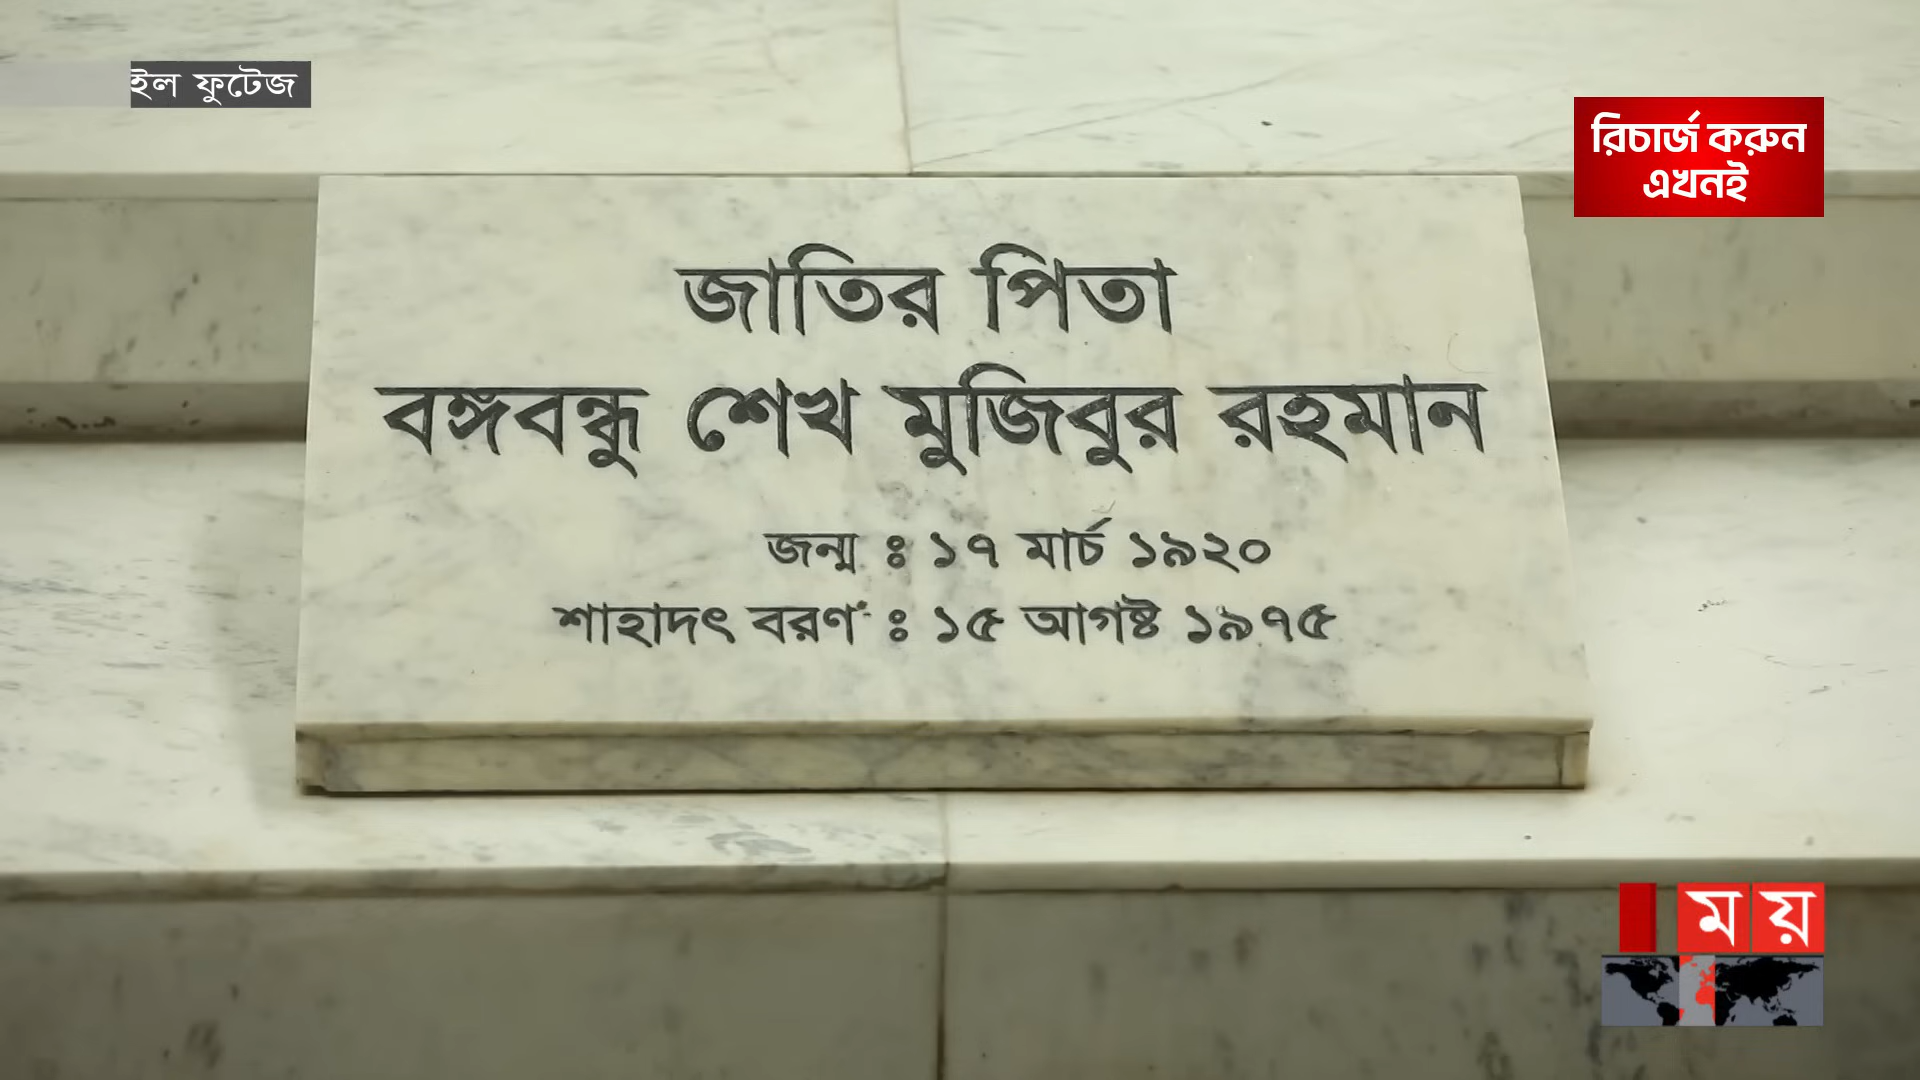 ইল ফুটেজ
রিচার্জ করুন
এখনই
জাতির পিতা
বঙ্গবন্ধু শেখ মুজিবুর রহমান
জন্ম ঃ ১৭ মার্চ ১৯২০
শাহাদৎ বরণ ঃ ১৫ আগষ্ট ১৯৭৫
ময়